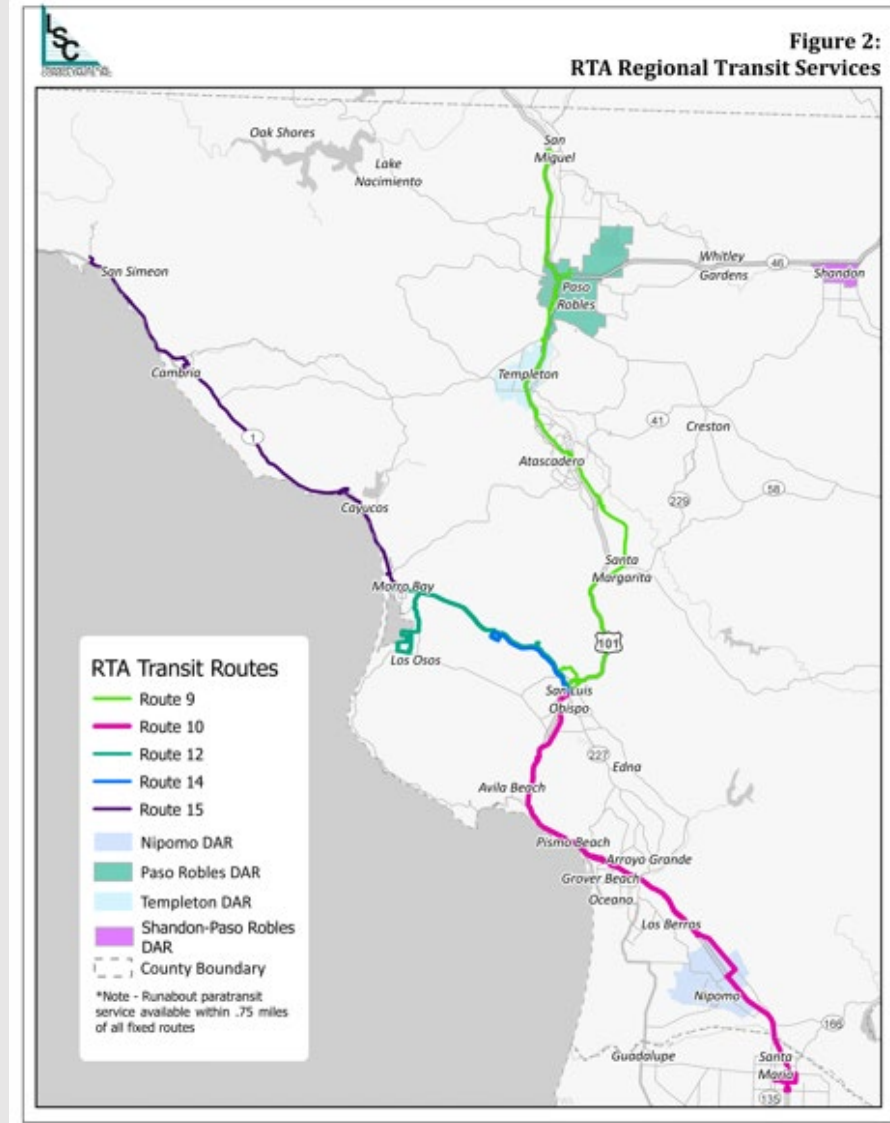 LSC
CONSULTANTS, INC.
Figure 2:
RTA Regional Transit Services
Oak Shores
Lake
Nacimiento
San
Miguel
San Simeon
Whitley
Gardens
46
Shandon
Paso
Robles
Cambria
Templeton
1
41
Creston
Atascadero
229
58
Cayucos
Santa
Margarita
Morro Bay
101
Los Osos
San Luis
Obispo
227
Edna
Avila Beach
Pismo Beach
Arroyo Grande
Grover Beach
Oceano
Los Berros
Nipomo
166
Guadalupe
Santa
Maria
135
RTA Transit Routes
Route 9
Route 10
Route 12
Route 14
Route 15
Nipomo DAR
Paso Robles DAR
Templeton DAR
Shandon-Paso Robles
DAR
County Boundary
*Note - Runabout paratransit
service available within .75 miles
of all fixed routes